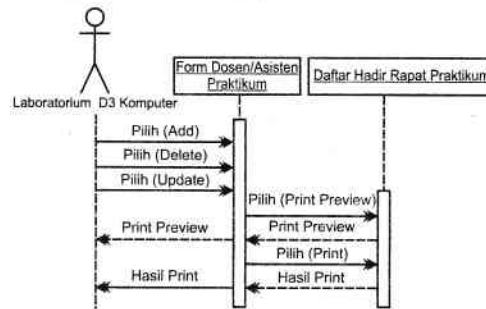 Form Dosen/Asisten
Praktikum
Daftar Hadir Rapat Praktikum
Laboratorium D3 Komputer
Pilih (Add)
Pilih (Delete)
Pilih (Update)
Pilih (Print Preview)
Print Preview
Print Preview
Pilih (Print)
Hasil Print
Hasil Print